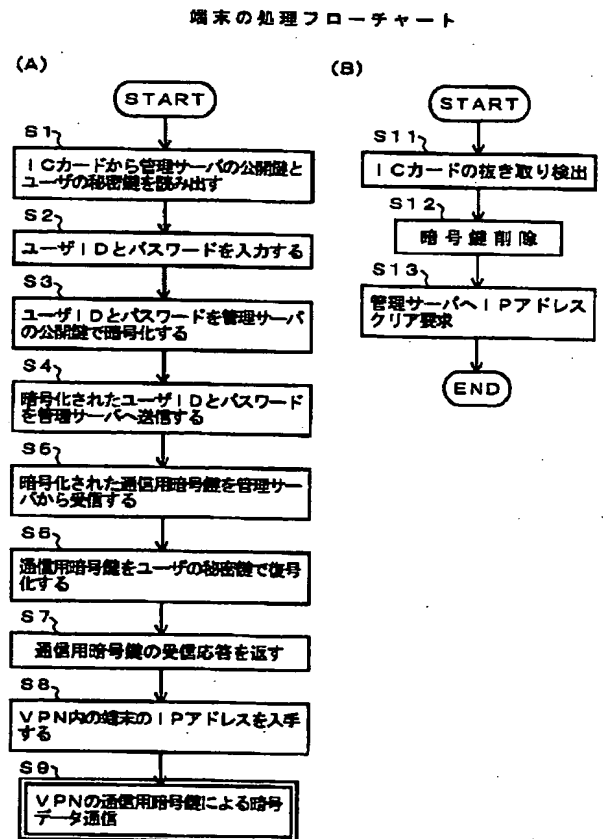 端末の処理フローチャート
(A)
START
S1
ICカードから管理サーバの公開鍵と
ユーザの秘密鍵を読み出す
S2
ユーザIDとパスワードを入力する
S3
ユーザIDとパスワードを管理サーバ
の公開鍵で暗号化する
S4
暗号化されたユーザIDとパスワード
を管理サーバへ送信する
S5
暗号化された通信用暗号鍵を管理サー
バから受信する
S6
通信用暗号鍵をユーザの秘密鍵で復号
化する
S7
通信用暗号鍵の受信応答を返す
S8
VPN内の端末のIPアドレスを入手
する
S9
VPNの通信用暗号鍵による暗号
データ通信
(B)
START
S11
ICカードの抜き取り検出
S12
暗号鍵削除
S13
管理サーバへIPアドレス
クリア要求
END